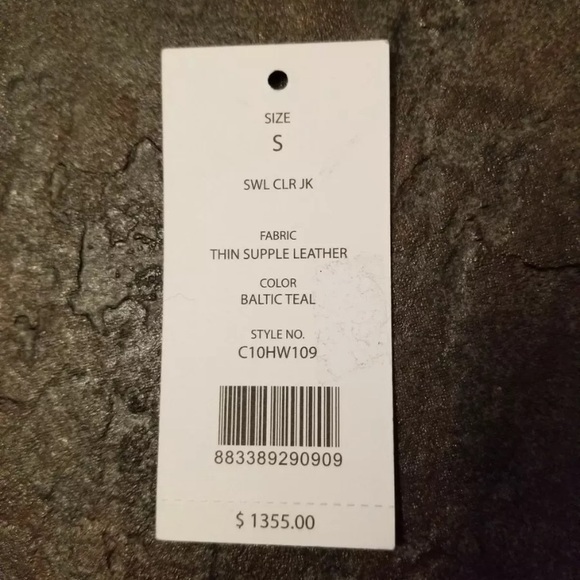 SIZE
S
SWL CLR JK
FABRIC
THIN SUPPLE LEATHER
COLOR
BALTIC TEAL
STYLE NO.
C10HW109
883389290909
$ 1355.00